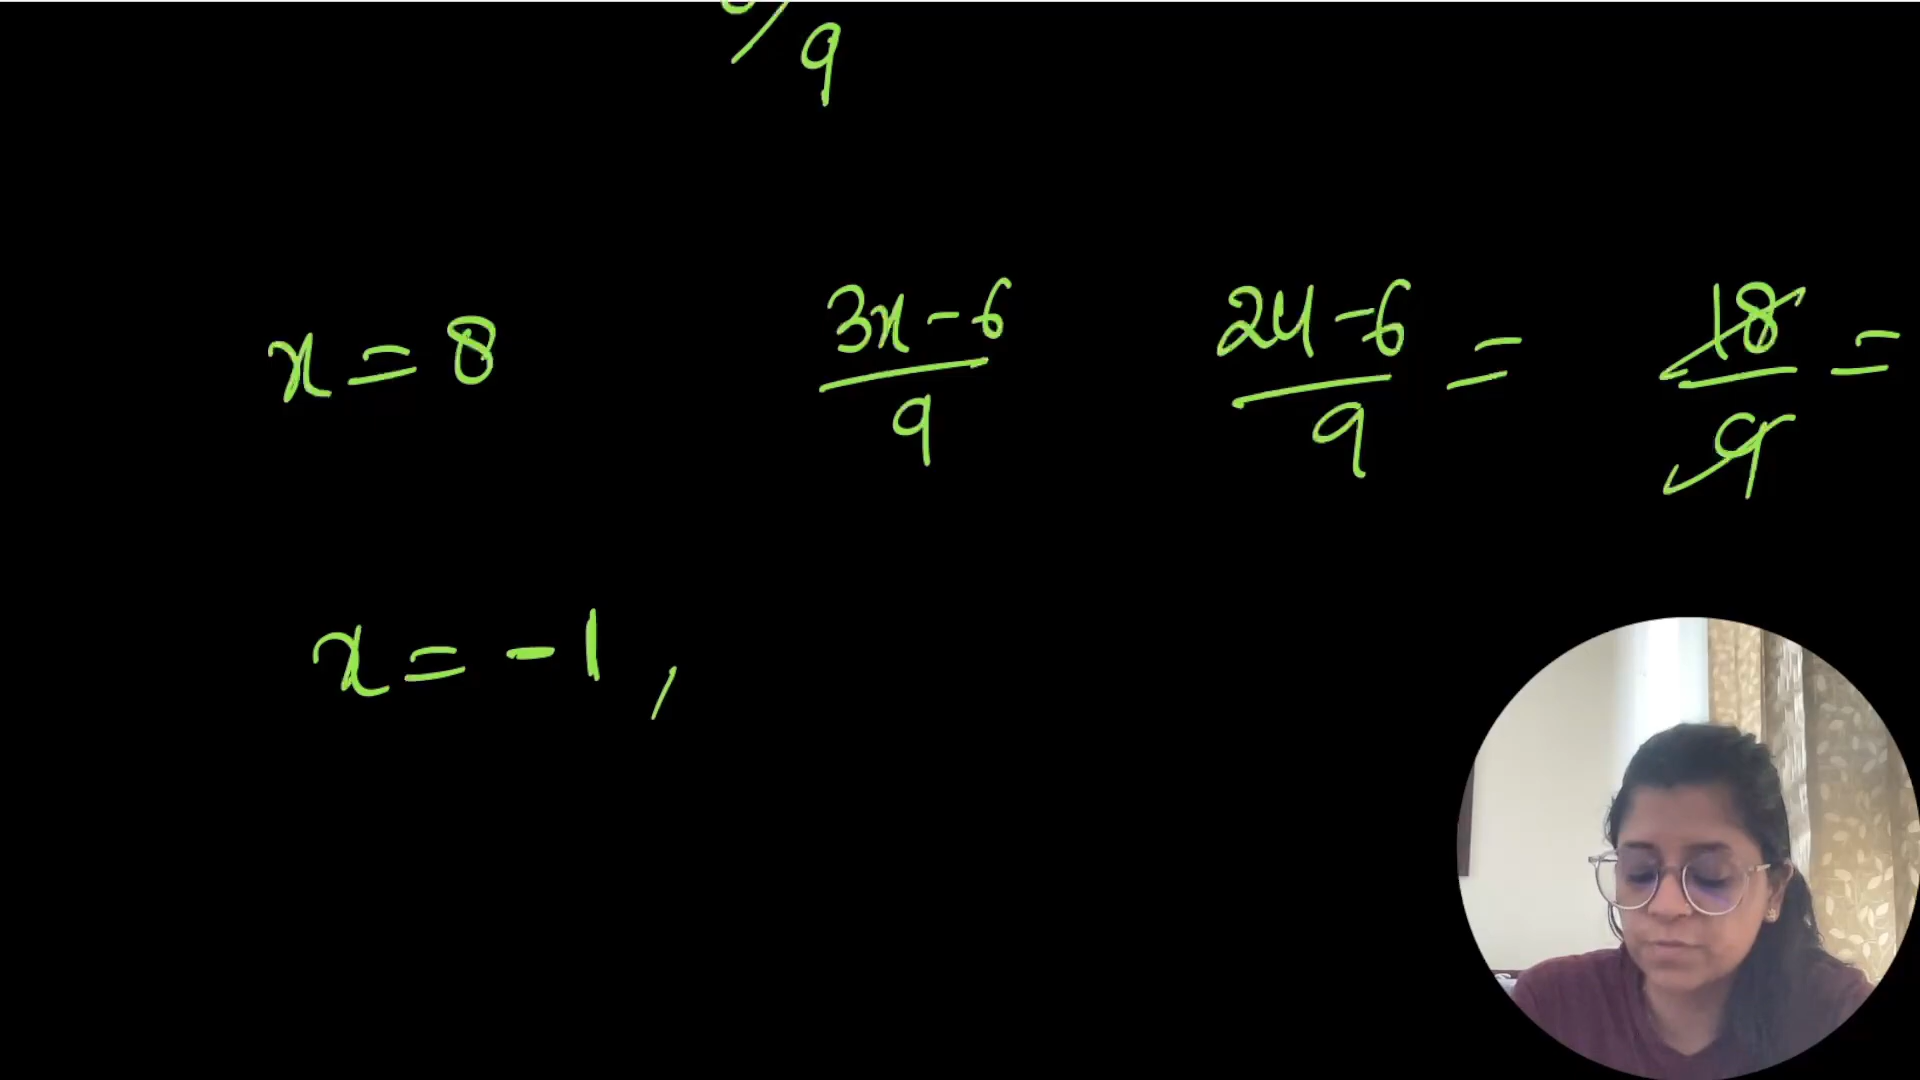 /9
x = 8    3x - 6 / 9    24 - 6 / 9 = 18 / 9 =
x = -1 ,